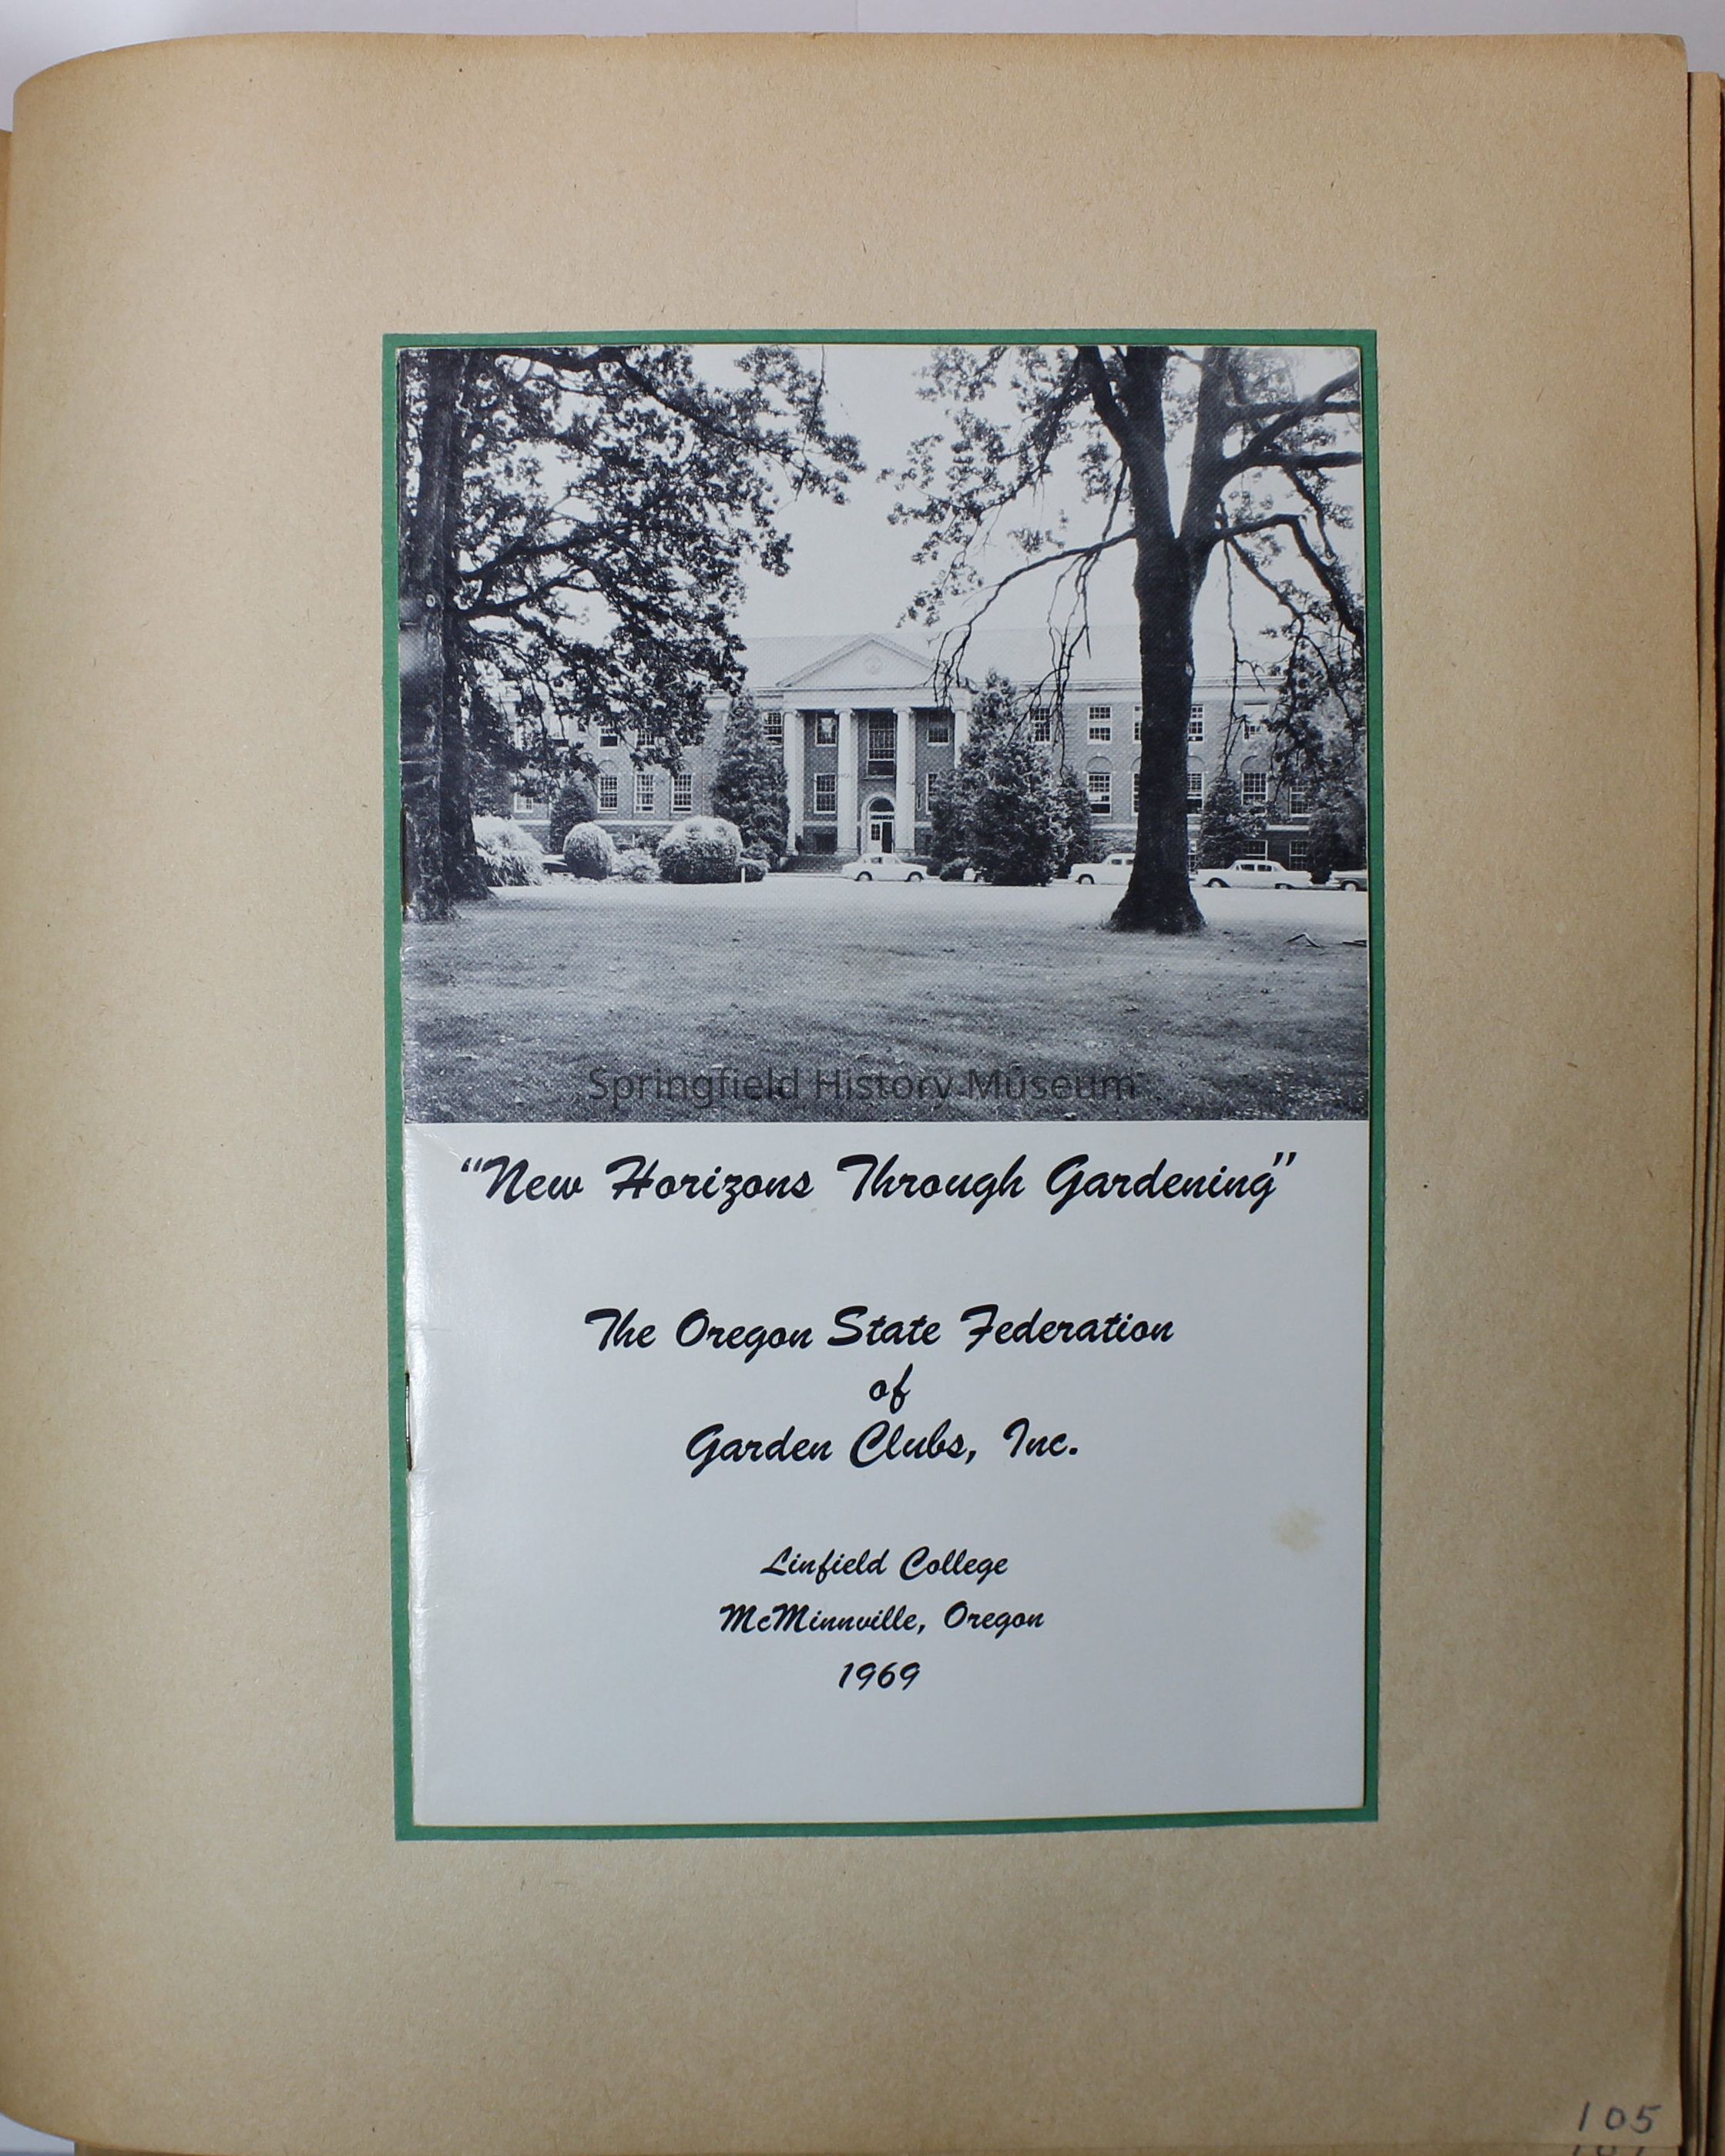 Springfield History Museum
"New Horizons Through Gardening"
The Oregon State Federation
of
Garden Clubs, Inc.
Linfield College
McMinnville, Oregon
1969
105